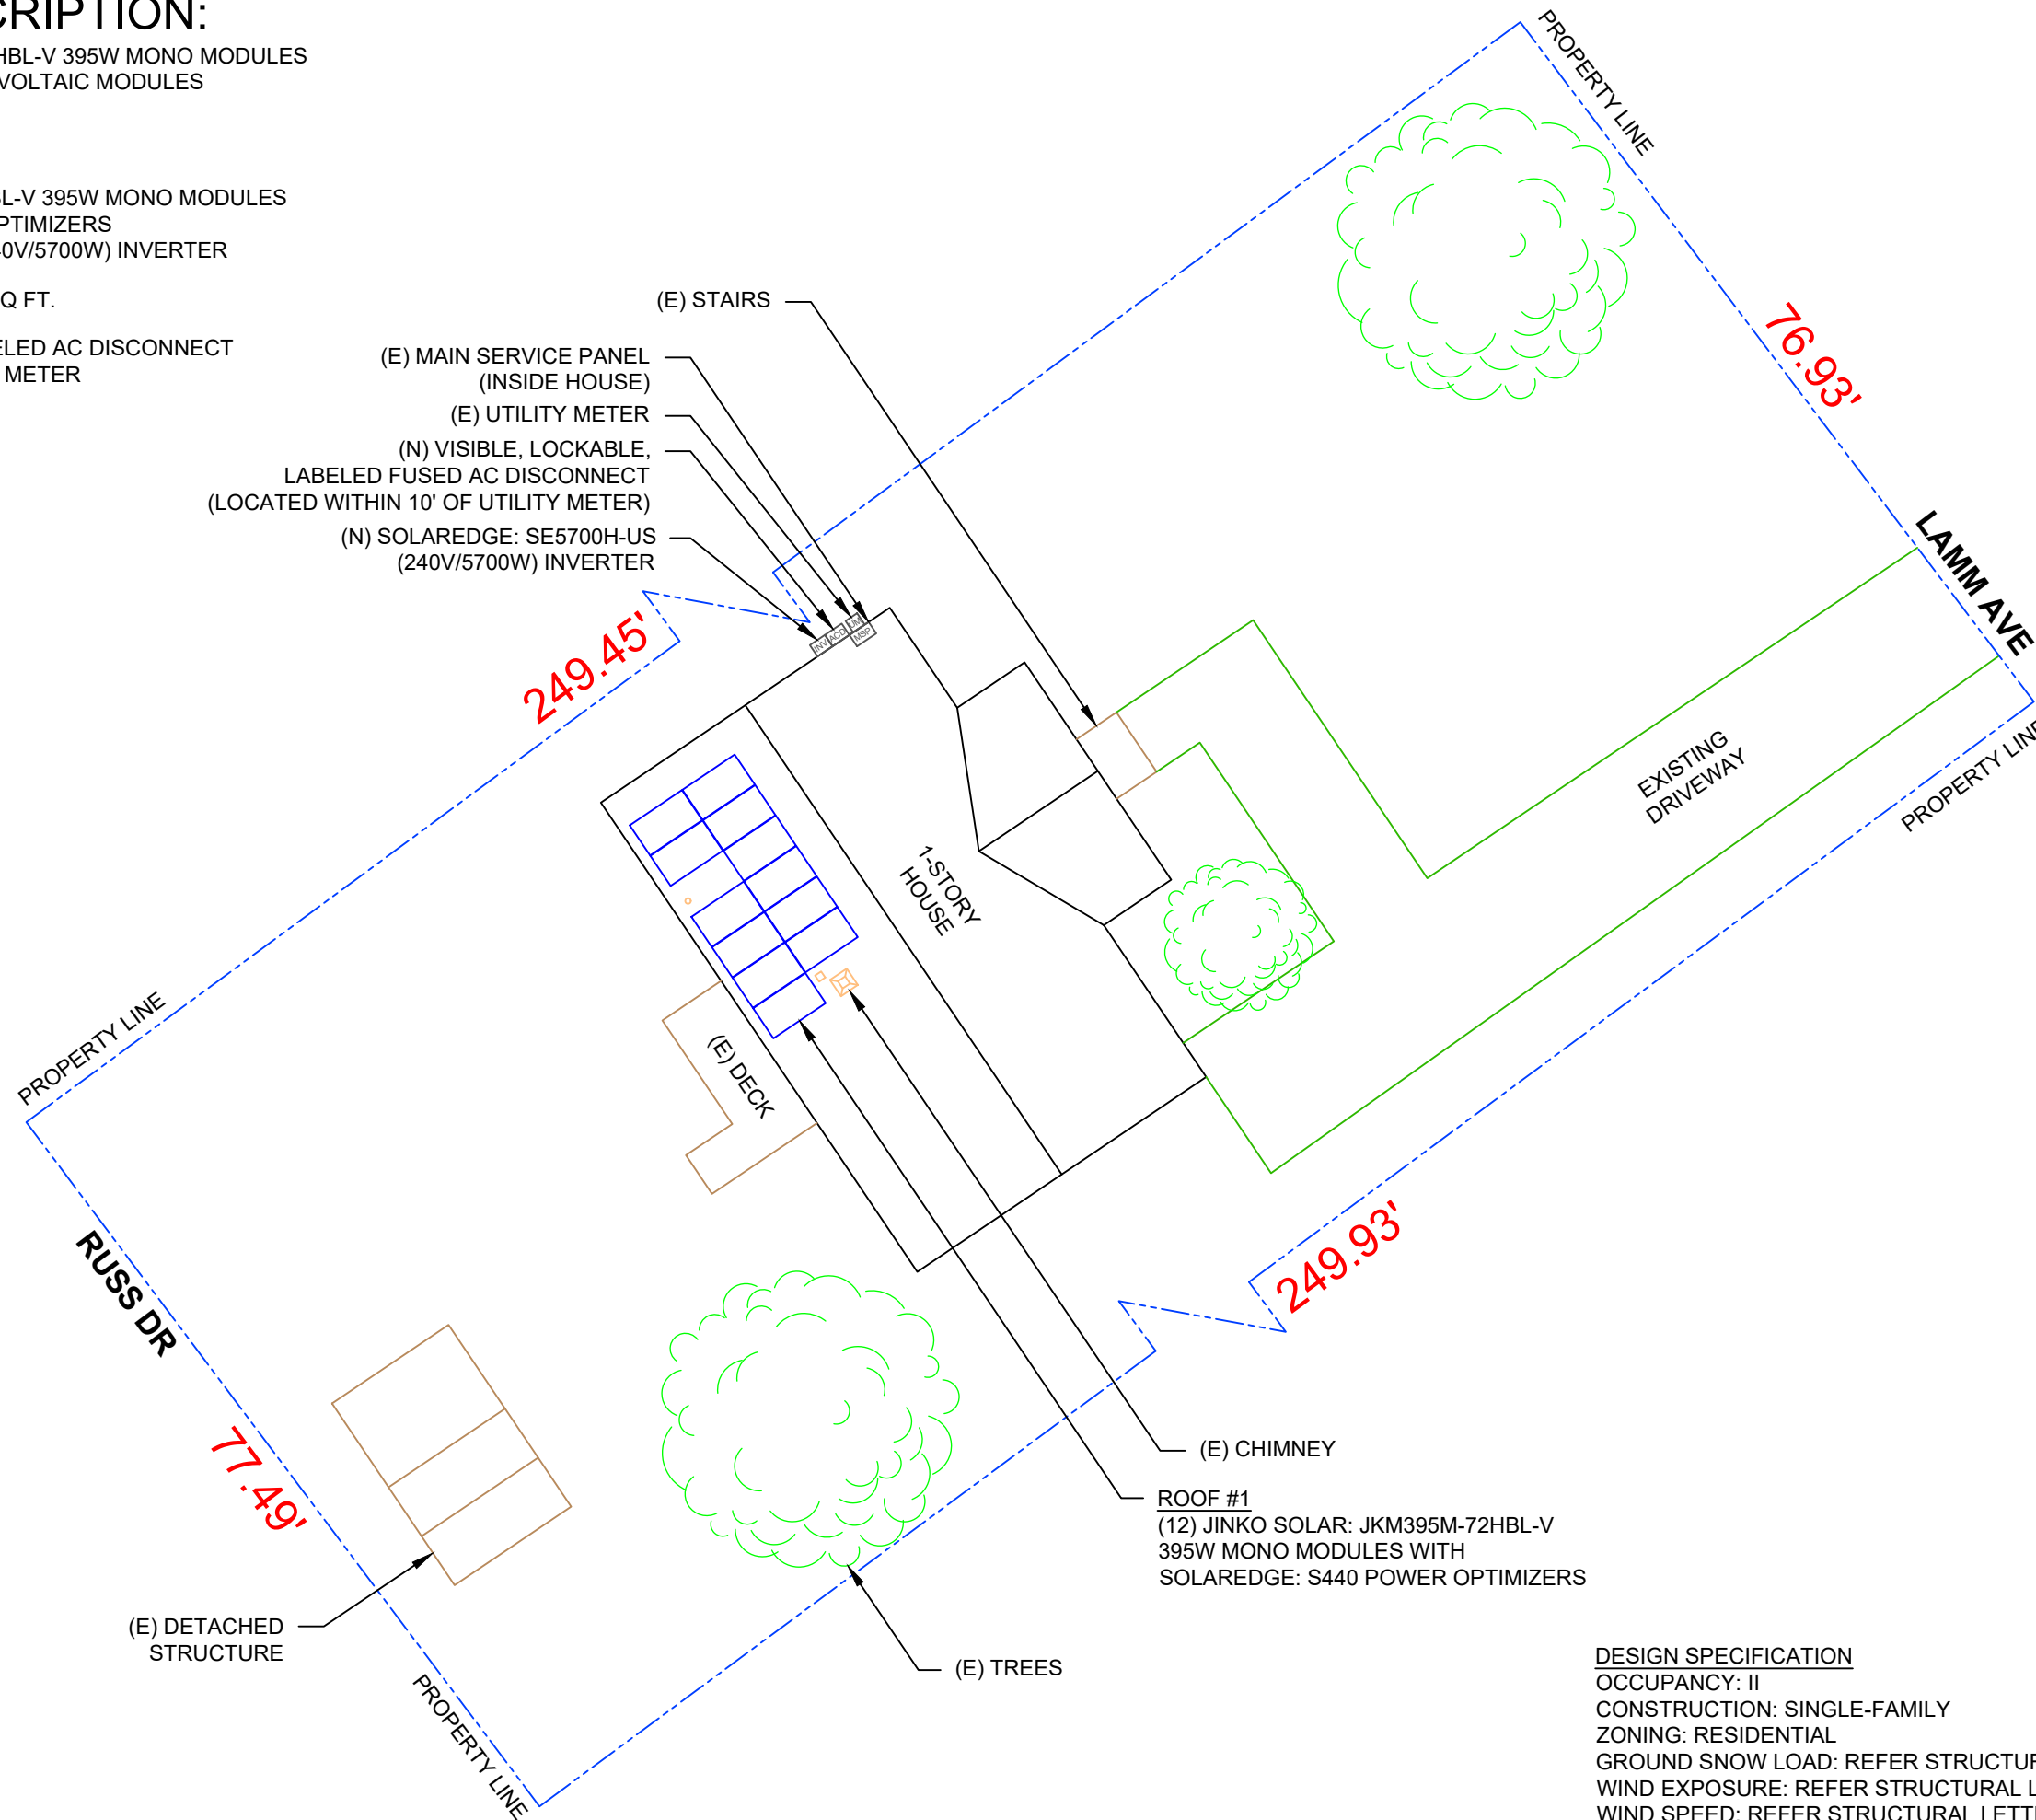 CRIPTION:
HBL-V 395W MONO MODULES
VOLTAIC MODULES
BL-V 395W MONO MODULES
PTIMIZERS
40V/5700W) INVERTER
Q FT.
ELED AC DISCONNECT
METER
(E) STAIRS
(E) MAIN SERVICE PANEL
(INSIDE HOUSE)
(E) UTILITY METER
(N) VISIBLE, LOCKABLE,
LABELED FUSED AC DISCONNECT
(LOCATED WITHIN 10' OF UTILITY METER)
(N) SOLAREDGE: SE5700H-US
(240V/5700W) INVERTER
PROPERTY LINE
76.93'
LAMM AVE
PROPERTY LINE
EXISTING
DRIVEWAY
INV
ACD
UM
MSP
249.45'
1-STORY
HOUSE
(E) DECK
PROPERTY LINE
RUSS DR
77.49'
249.93'
(E) CHIMNEY
ROOF #1
(12) JINKO SOLAR: JKM395M-72HBL-V
395W MONO MODULES WITH
SOLAREDGE: S440 POWER OPTIMIZERS
(E) DETACHED
STRUCTURE
(E) TREES
PROPERTY LINE
DESIGN SPECIFICATION
OCCUPANCY: II
CONSTRUCTION: SINGLE-FAMILY
ZONING: RESIDENTIAL
GROUND SNOW LOAD: REFER STRUCTUR
WIND EXPOSURE: REFER STRUCTURAL L
WIND SPEED: REFER STRUCTURAL LETT